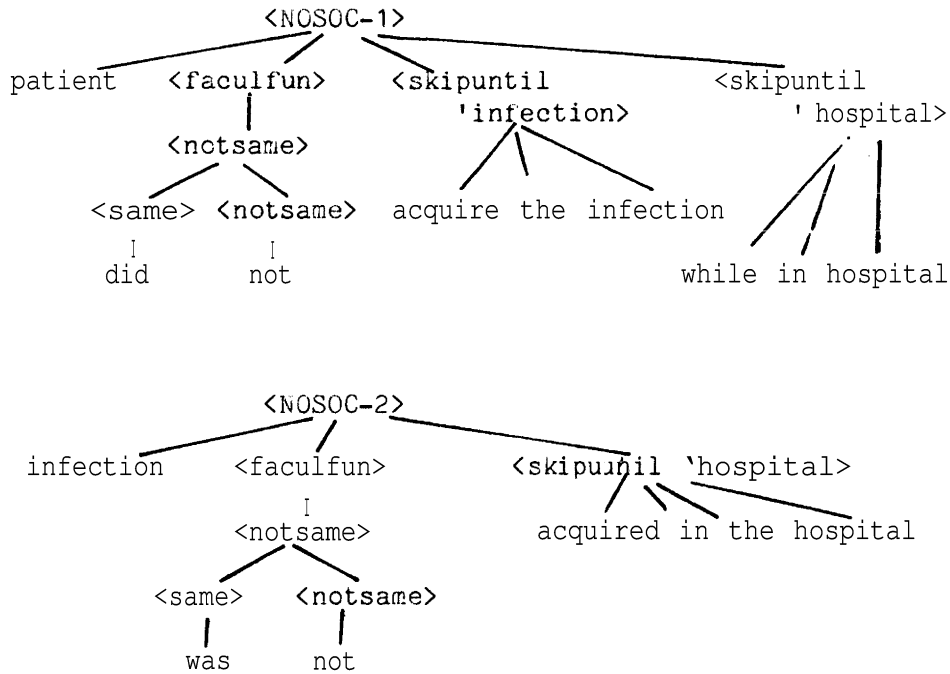 <NOSOC-1>
patient <faculfun> <skipuntil <skipuntil
'infection> 'hospital>
<notsame>
<same> <notsame> acquire the infection
did not while in hospital
<NOSOC-2>
infection <faculfun> <skipuntil 'hospital>
<notsame> acquired in the hospital
<same> <notsame>
was not